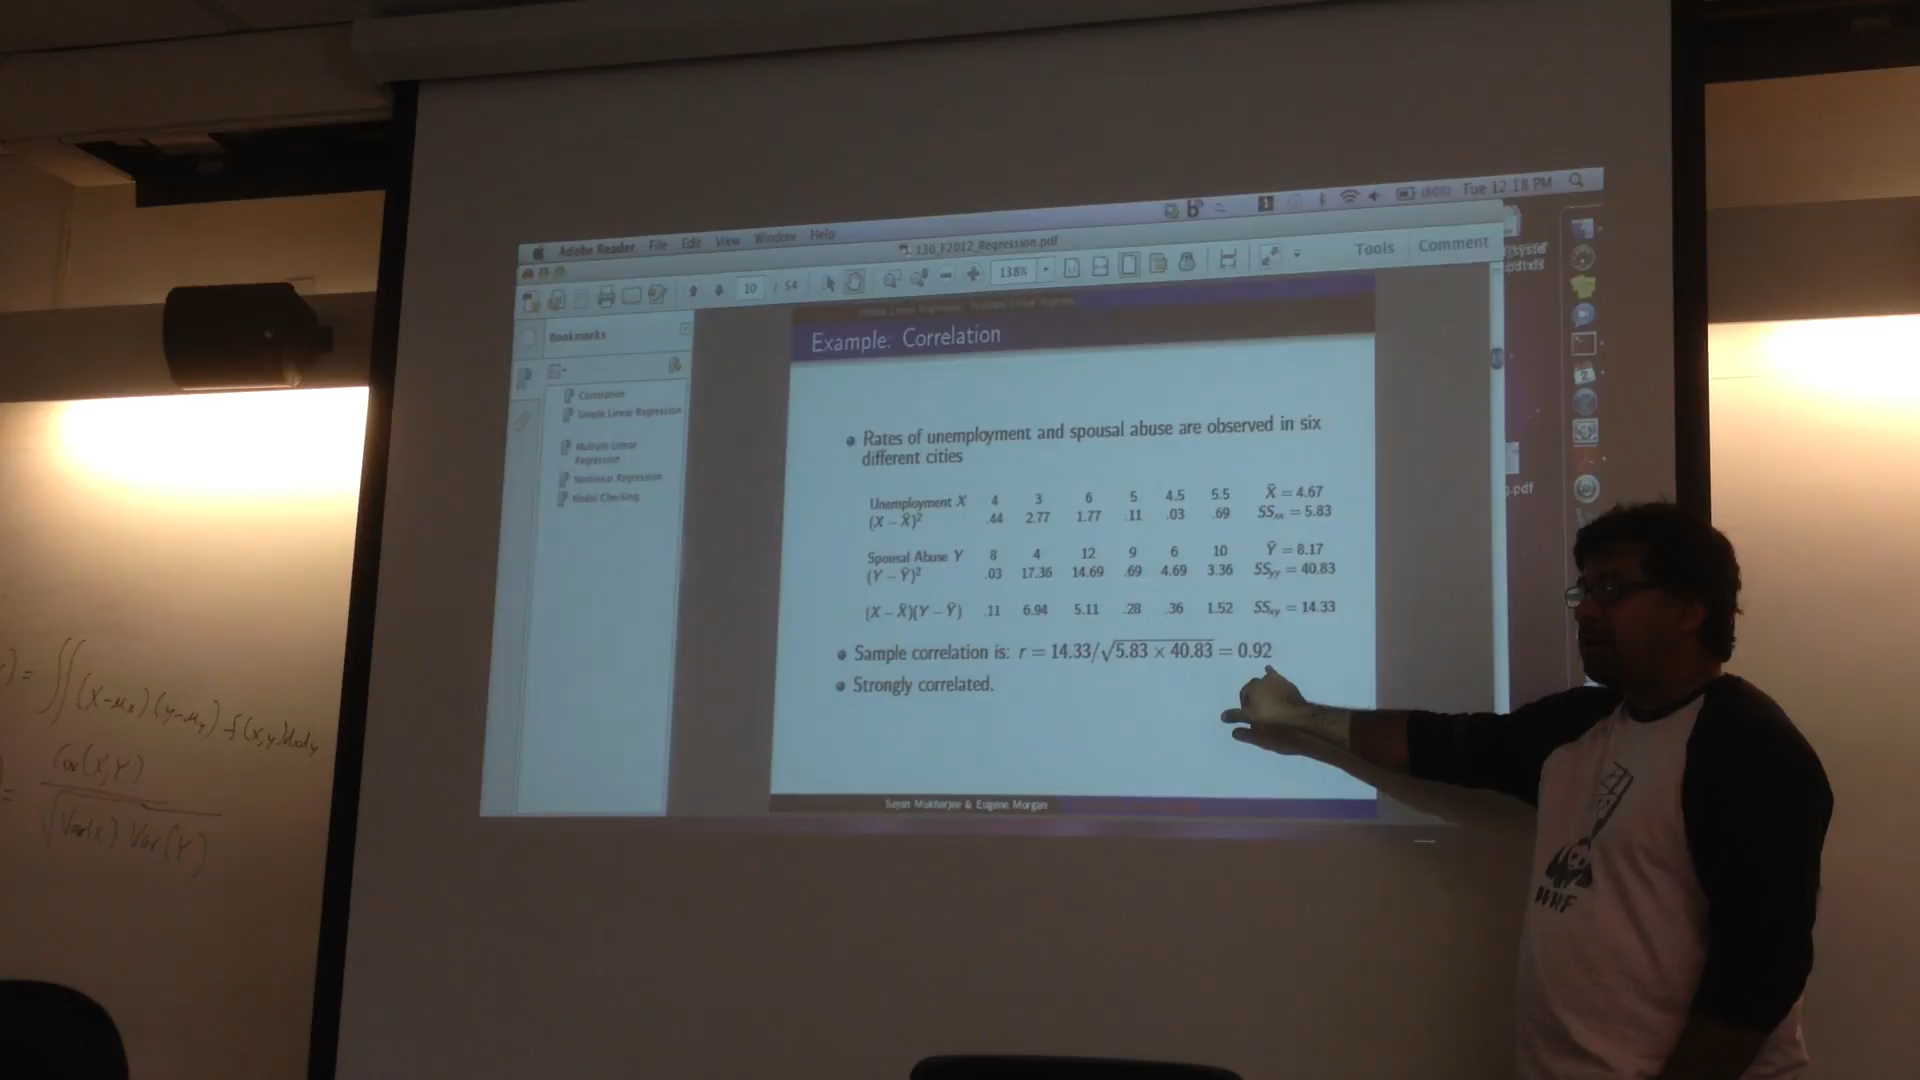 Tue 12:18 PM
Adobe Reader File Edit View Window Help
130_F2012_Regression.pdf
Tools Comment
10 / 54
138%
Bookmarks
Correlation
Simple Linear Regression
Multiple Linear
Regression
Nonlinear Regression
Model Checking
Example: Correlation
Rates of unemployment and spousal abuse are observed in six
different cities
Unemployment X 4 3 6 5 4.5 5.5 X̄ = 4.67
(X − X̄)² .44 2.77 1.77 .11 .03 .69 SSxx = 5.83
Spousal Abuse Y 8 4 12 9 6 10 Ȳ = 8.17
(Y − Ȳ)² .03 17.36 14.69 .69 4.69 3.36 SSyy = 40.83
(X − X̄)(Y − Ȳ) .11 6.94 5.11 .28 .36 1.52 SSxy = 14.33
Sample correlation is: r = 14.33/√5.83 × 40.83 = 0.92
Strongly correlated.
Sayan Mukherjee & Eugene Morgan
.pdf
) = ∬(x-μx)(y-μy) f(x,y)dxdy
= Cov(X,Y)
√Var(X) Var(Y)
WWF